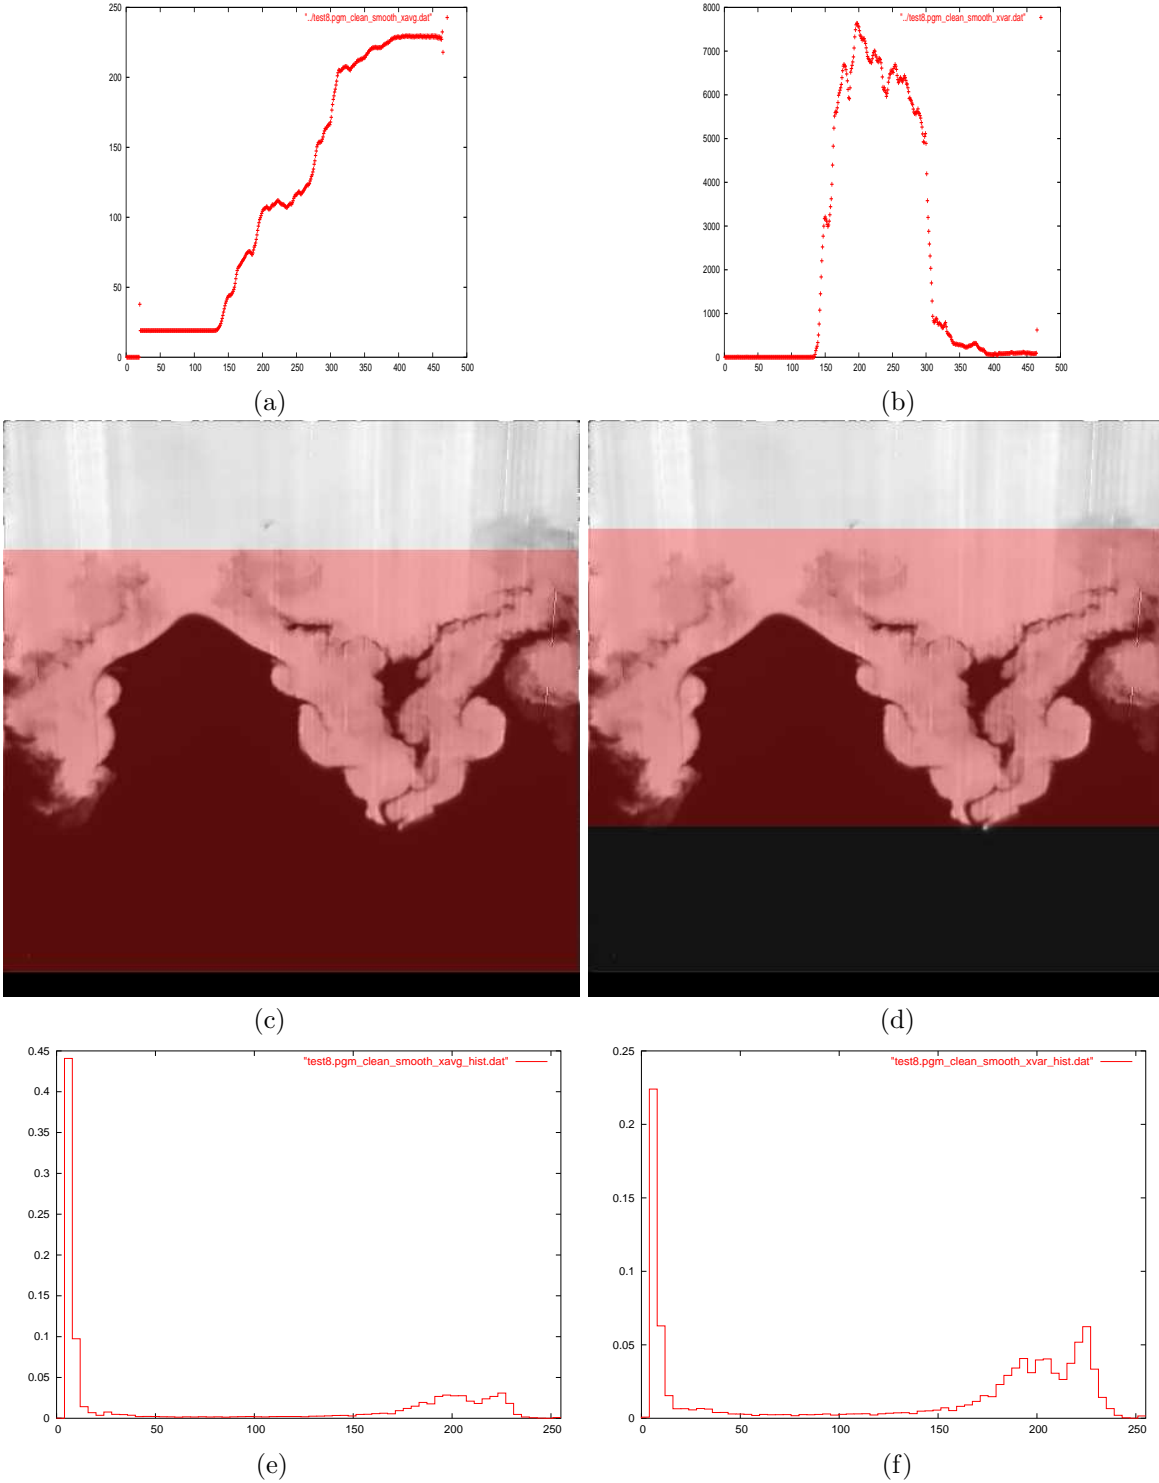 "../test8.pgm_clean_smooth_xavg.dat"
250
200
150
100
50
0
0 50 100 150 200 250 300 350 400 450 500
(a)
"../test8.pgm_clean_smooth_xvar.dat"
8000
7000
6000
5000
4000
3000
2000
1000
0
0 50 100 150 200 250 300 350 400 450 500
(b)
(c)
(d)
"test8.pgm_clean_smooth_xavg_hist.dat"
0.45
0.4
0.35
0.3
0.25
0.2
0.15
0.1
0.05
0
0 50 100 150 200 250
(e)
"test8.pgm_clean_smooth_xvar_hist.dat"
0.25
0.2
0.15
0.1
0.05
0
0 50 100 150 200 250
(f)